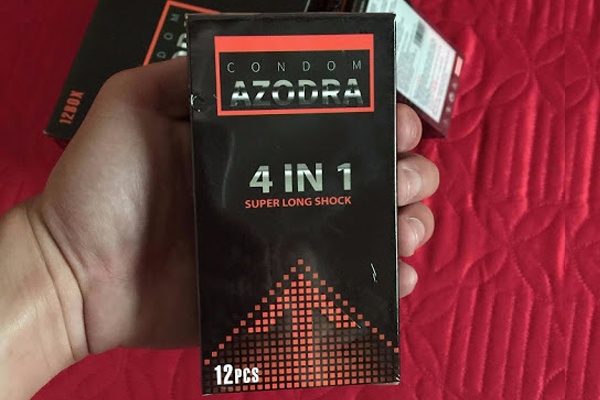 CONDOM
AZODRA
4 IN 1
SUPER LONG SHOCK
12PCS
12BOX